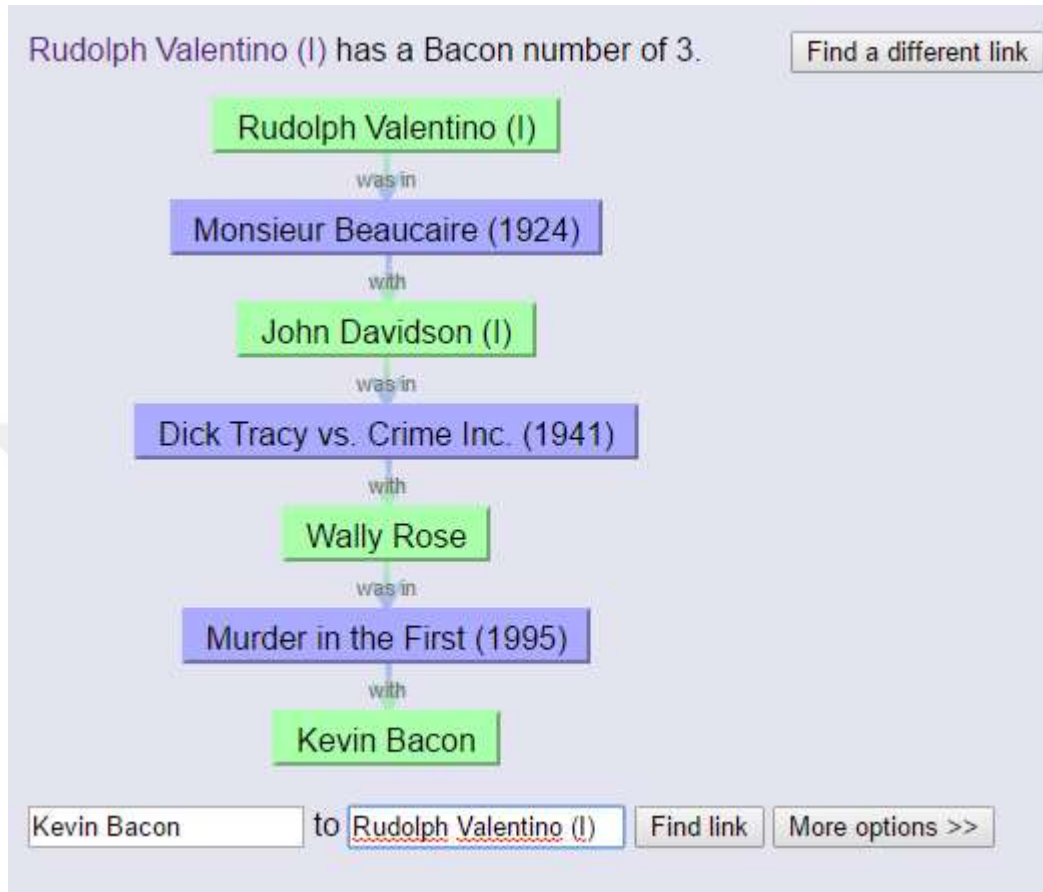 Rudolph Valentino (I) has a Bacon number of 3. Find a different link
Rudolph Valentino (I)
was in
Monsieur Beaucaire (1924)
with
John Davidson (I)
was in
Dick Tracy vs. Crime Inc. (1941)
with
Wally Rose
was in
Murder in the First (1995)
with
Kevin Bacon
Kevin Bacon to Rudolph Valentino (I) Find link More options >>